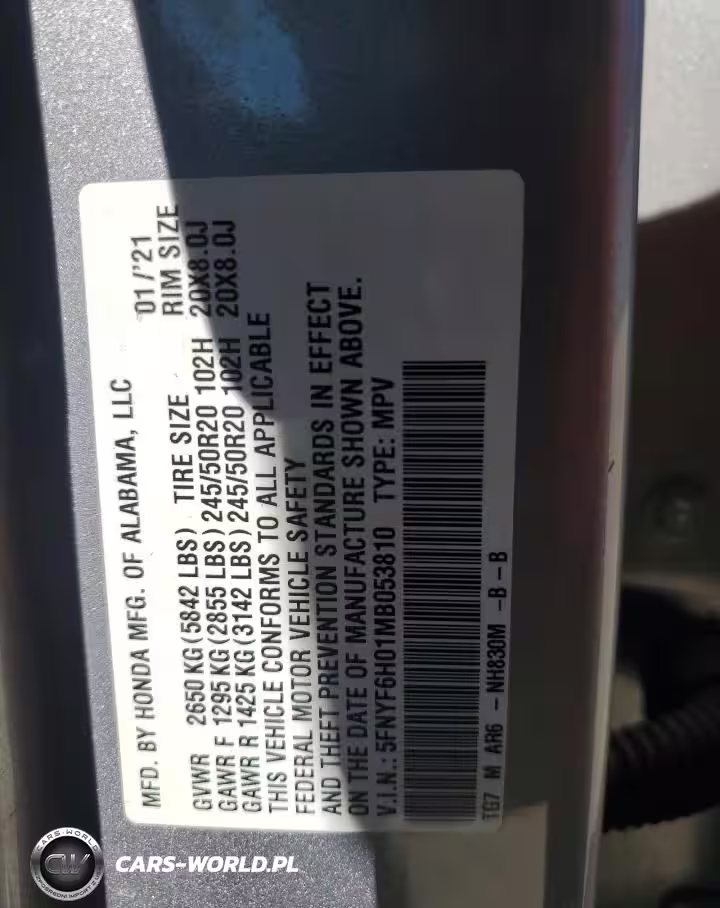 MFD. BY HONDA MFG. OF ALABAMA, LLC 01/'21
GVWR 2650 KG (5842 LBS) TIRE SIZE RIM SIZE
GAWR F 1295 KG (2855 LBS) 245/50R20 102H 20X8.0J
GAWR R 1425 KG (3142 LBS) 245/50R20 102H 20X8.0J
THIS VEHICLE CONFORMS TO ALL APPLICABLE
FEDERAL MOTOR VEHICLE SAFETY
AND THEFT PREVENTION STANDARDS IN EFFECT
ON THE DATE OF MANUFACTURE SHOWN ABOVE.
V.I.N.: 5FNYF6H01MB053810 TYPE: MPV
TG7 M AR6 - NH830M -B - B
CARS-WORLD
CW
CARS-WORLD.PL